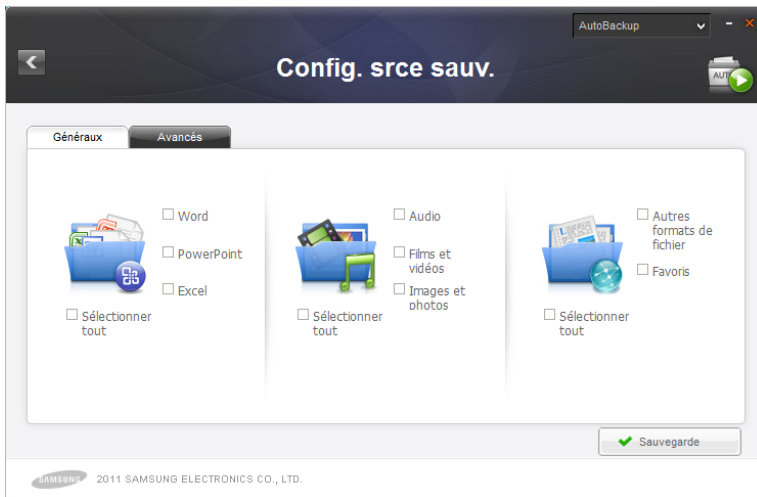 AutoBackup
Config. srce sauv.
AUT
Généraux
Avancés
Word
PowerPoint
Excel
Sélectionner
tout
Audio
Films et
vidéos
Images et
photos
Sélectionner
tout
Autres
formats de
fichier
Favoris
Sélectionner
tout
Sauvegarde
SAMSUNG 2011 SAMSUNG ELECTRONICS CO., LTD.